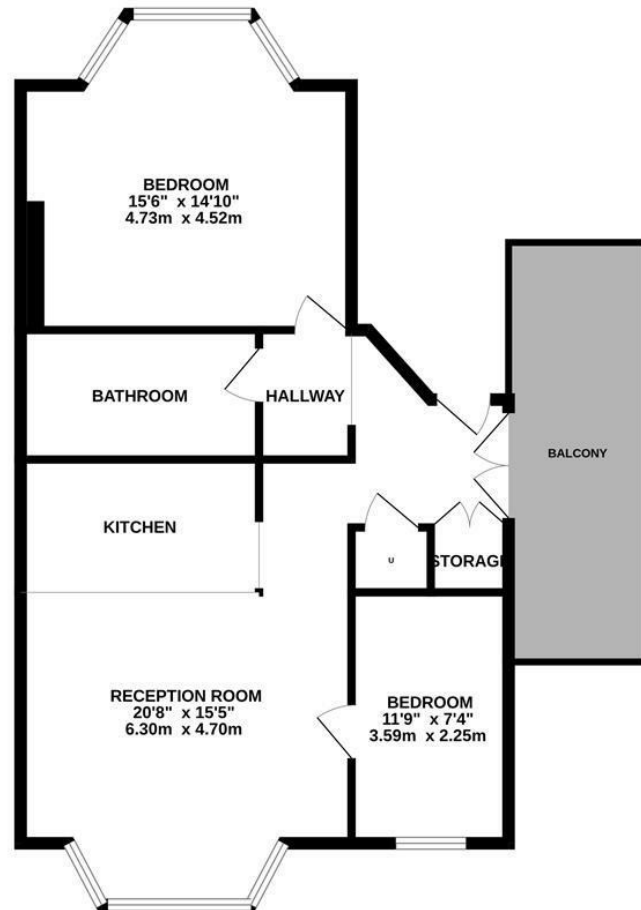 BEDROOM
15'6" x 14'10"
4.73m x 4.52m
BATHROOM
HALLWAY
BALCONY
KITCHEN
U
STORAGE
RECEPTION ROOM
20'8" x 15'5"
6.30m x 4.70m
BEDROOM
11'9" x 7'4"
3.59m x 2.25m